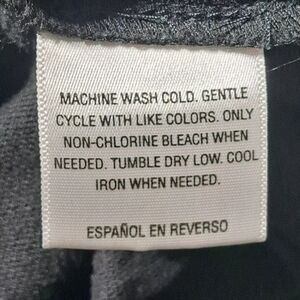 MACHINE WASH COLD. GENTLE
CYCLE WITH LIKE COLORS. ONLY
NON-CHLORINE BLEACH WHEN
NEEDED. TUMBLE DRY LOW. COOL
IRON WHEN NEEDED.
ESPAÑOL EN REVERSO